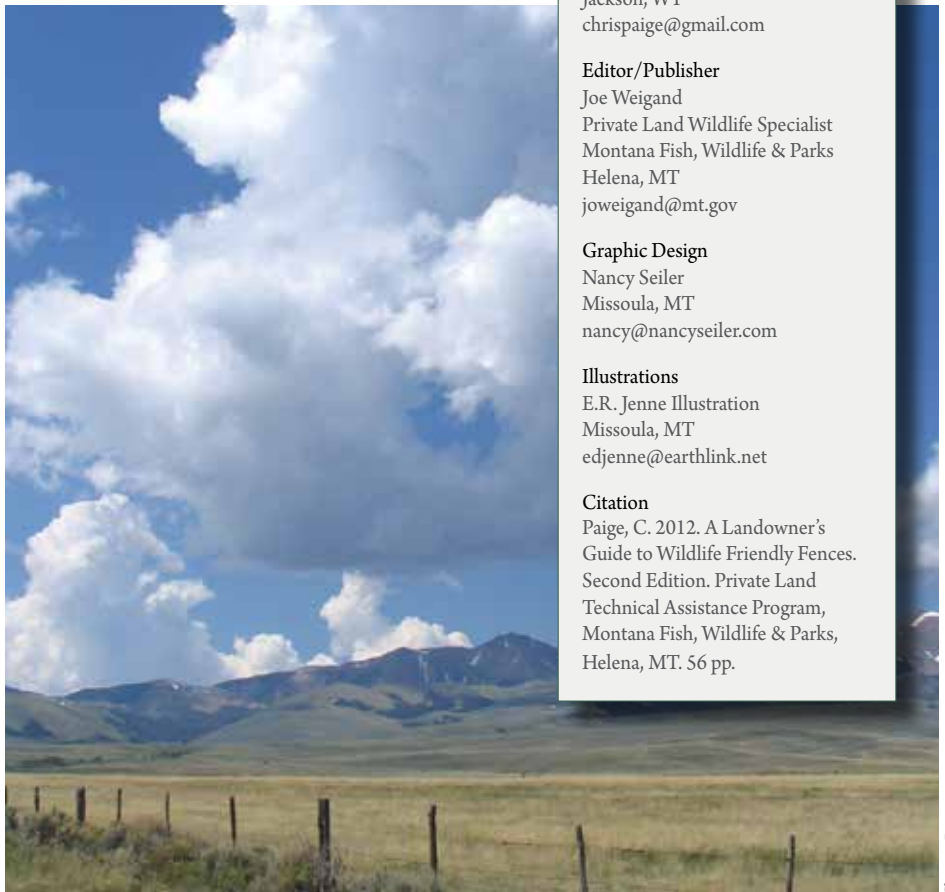 Jackson, WY
chrispaige@gmail.com
Editor/Publisher
Joe Weigand
Private Land Wildlife Specialist
Montana Fish, Wildlife & Parks
Helena, MT
joweigand@mt.gov
Graphic Design
Nancy Seiler
Missoula, MT
nancy@nancyseiler.com
Illustrations
E.R. Jenne Illustration
Missoula, MT
edjenne@earthlink.net
Citation
Paige, C. 2012. A Landowner’s
Guide to Wildlife Friendly Fences.
Second Edition. Private Land
Technical Assistance Program,
Montana Fish, Wildlife & Parks,
Helena, MT. 56 pp.